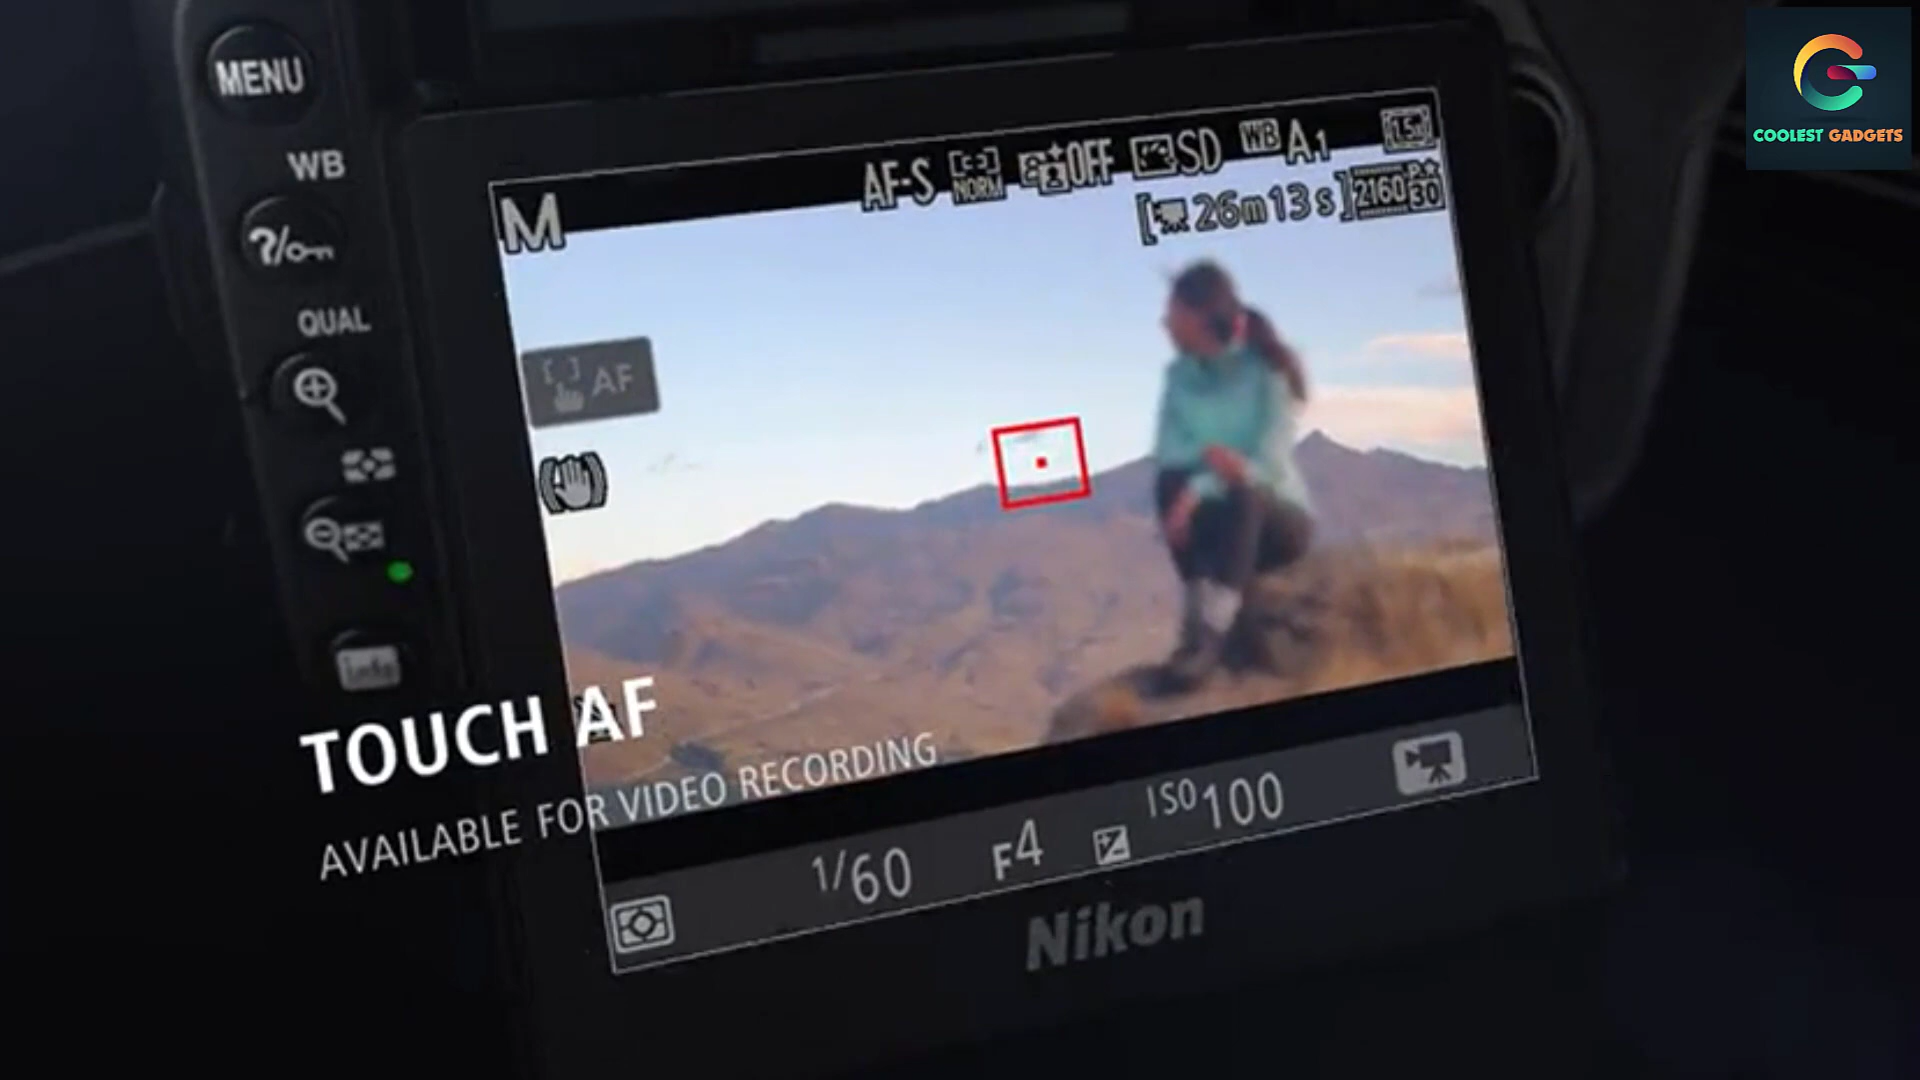 MENU
WB
?/
QUAL
info
M
AF-S
NORM
OFF
SD
WB A1
[26m13s]
2160 30
AF
TOUCH AF
AVAILABLE FOR VIDEO RECORDING
1/60
F4
ISO 100
Nikon
COOLEST GADGETS